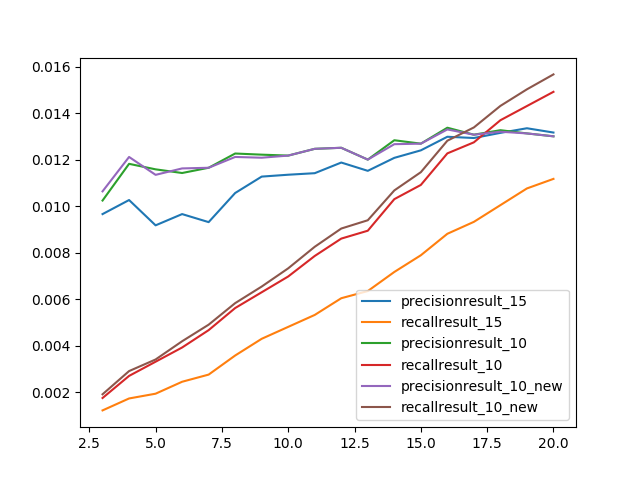 0.016
0.014
0.012
0.010
0.008
0.006
0.004
0.002
precisionresult_15
recallresult_15
precisionresult_10
recallresult_10
precisionresult_10_new
recallresult_10_new
2.5 5.0 7.5 10.0 12.5 15.0 17.5 20.0